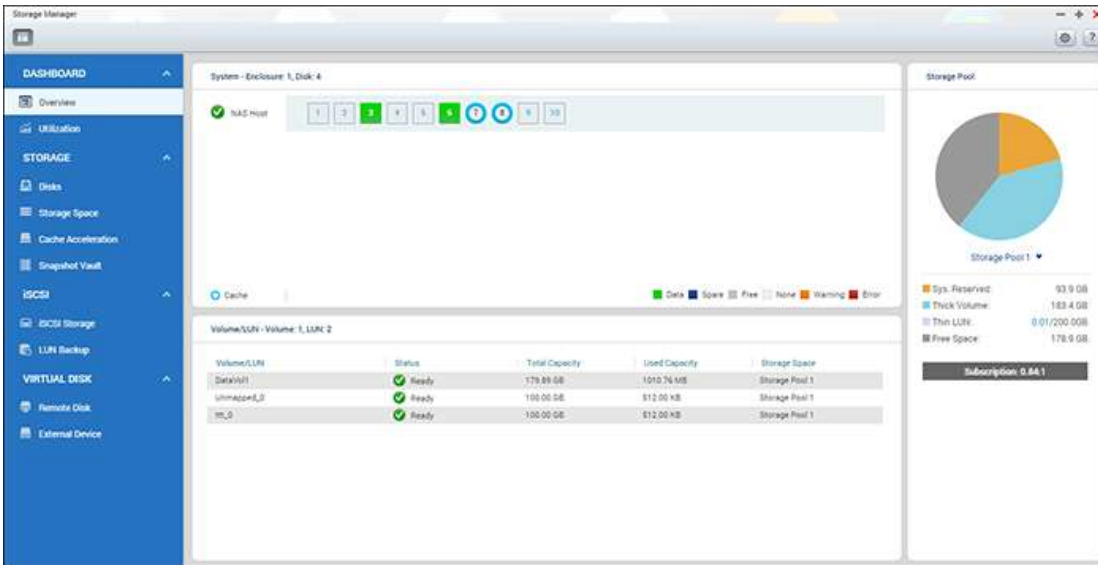 Storage Manager
DASHBOARD
Overview
Utilization
STORAGE
Disks
Storage Space
Cache Acceleration
Snapshot Vault
iSCSI
iSCSI Storage
LUN Backup
VIRTUAL DISK
Remote Disk
External Device
System - Enclosure: 1, Disk: 4
NAS Host 1 2 3 4 5 6 7 8 9 10
Cache Data Spare Free None Warning Error
Volume/LUN - Volume: 1, LUN: 2
Volume/LUN Status Total Capacity Used Capacity Storage Space
DataVol1 Ready 179.89 GB 1010.76 MB Storage Pool 1
Unmapped_0 Ready 100.00 GB 512.00 KB Storage Pool 1
Ready 100.00 GB 512.00 KB Storage Pool 1
Storage Pool:
Storage Pool 1
Sys. Reserved: 93.9 GB
Thick Volume: 183.4 GB
Thin LUN: 0.01/200.0GB
Free Space: 178.9 GB
Subscription: 0.84:1